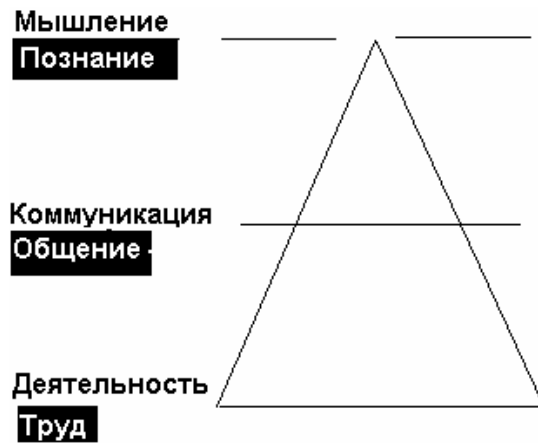 Мышление
Познание
Коммуникация
Общение -
Деятельность
Труд